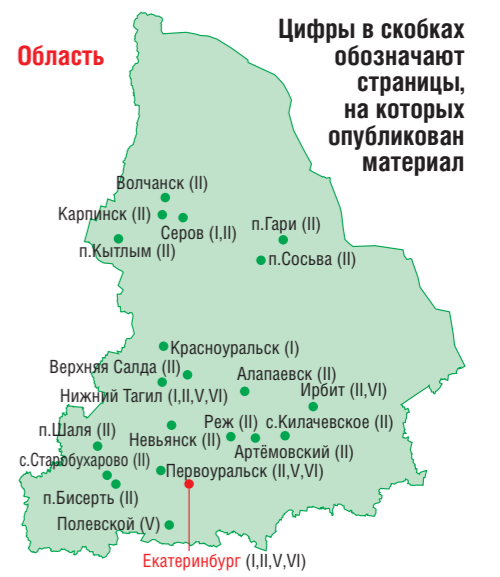 Область
Цифры в скобках
обозначают
страницы,
на которых
опубликован
материал
Волчанск (II)
Карпинск (II)
Серов (I,II)
п.Гари (II)
п.Кытлым (II)
п.Сосьва (II)
Красноуральск (I)
Верхняя Салда (II)
Алапаевск (II)
Нижний Тагил (I,II,V,VI)
Ирбит (II,VI)
п.Шаля (II)
Реж (II)
с.Килачевское (II)
Невьянск (II)
Артёмовский (II)
с.Старобухарово (II)
Первоуральск (II,V,VI)
п.Бисерть (II)
Полевской (V)
Екатеринбург (I,II,V,VI)